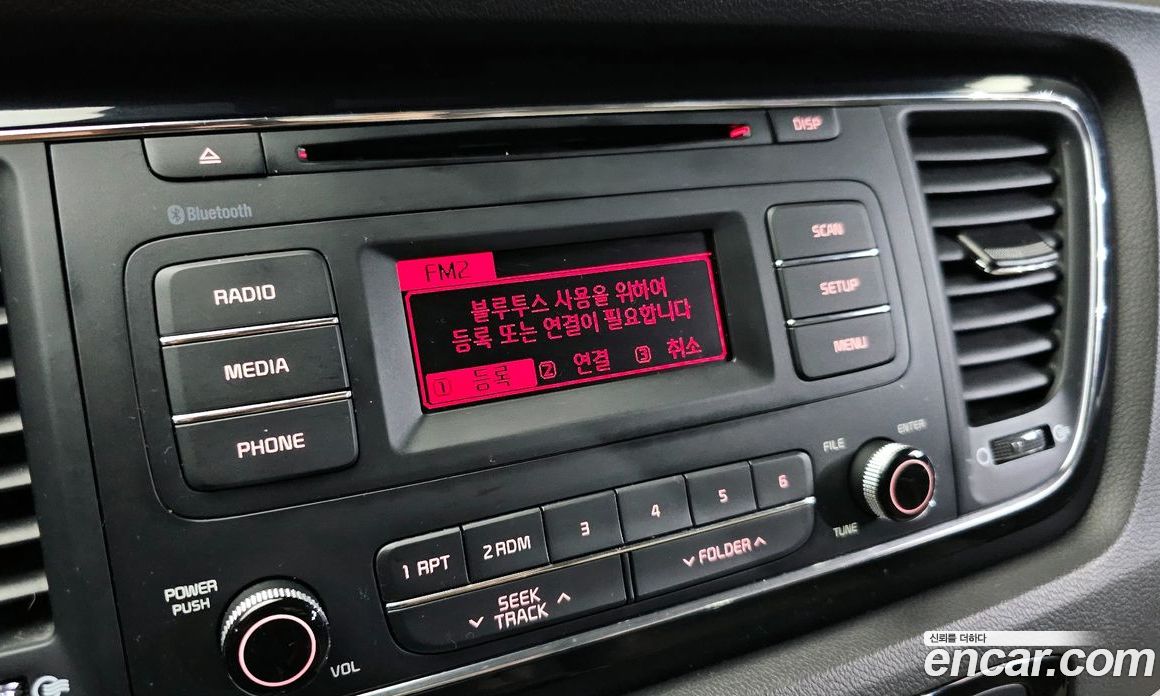 DISP
Bluetooth
RADIO
MEDIA
PHONE
FM2
블루투스 사용을 위하여
등록 또는 연결이 필요합니다
1 등록 2 연결 3 취소
SCAN
SETUP
MENU
FILE
ENTER
TUNE
1 RPT
2 RDM
3
4
5
6
SEEK
TRACK
FOLDER
POWER
PUSH
VOL
신뢰를 더하다
encar.com